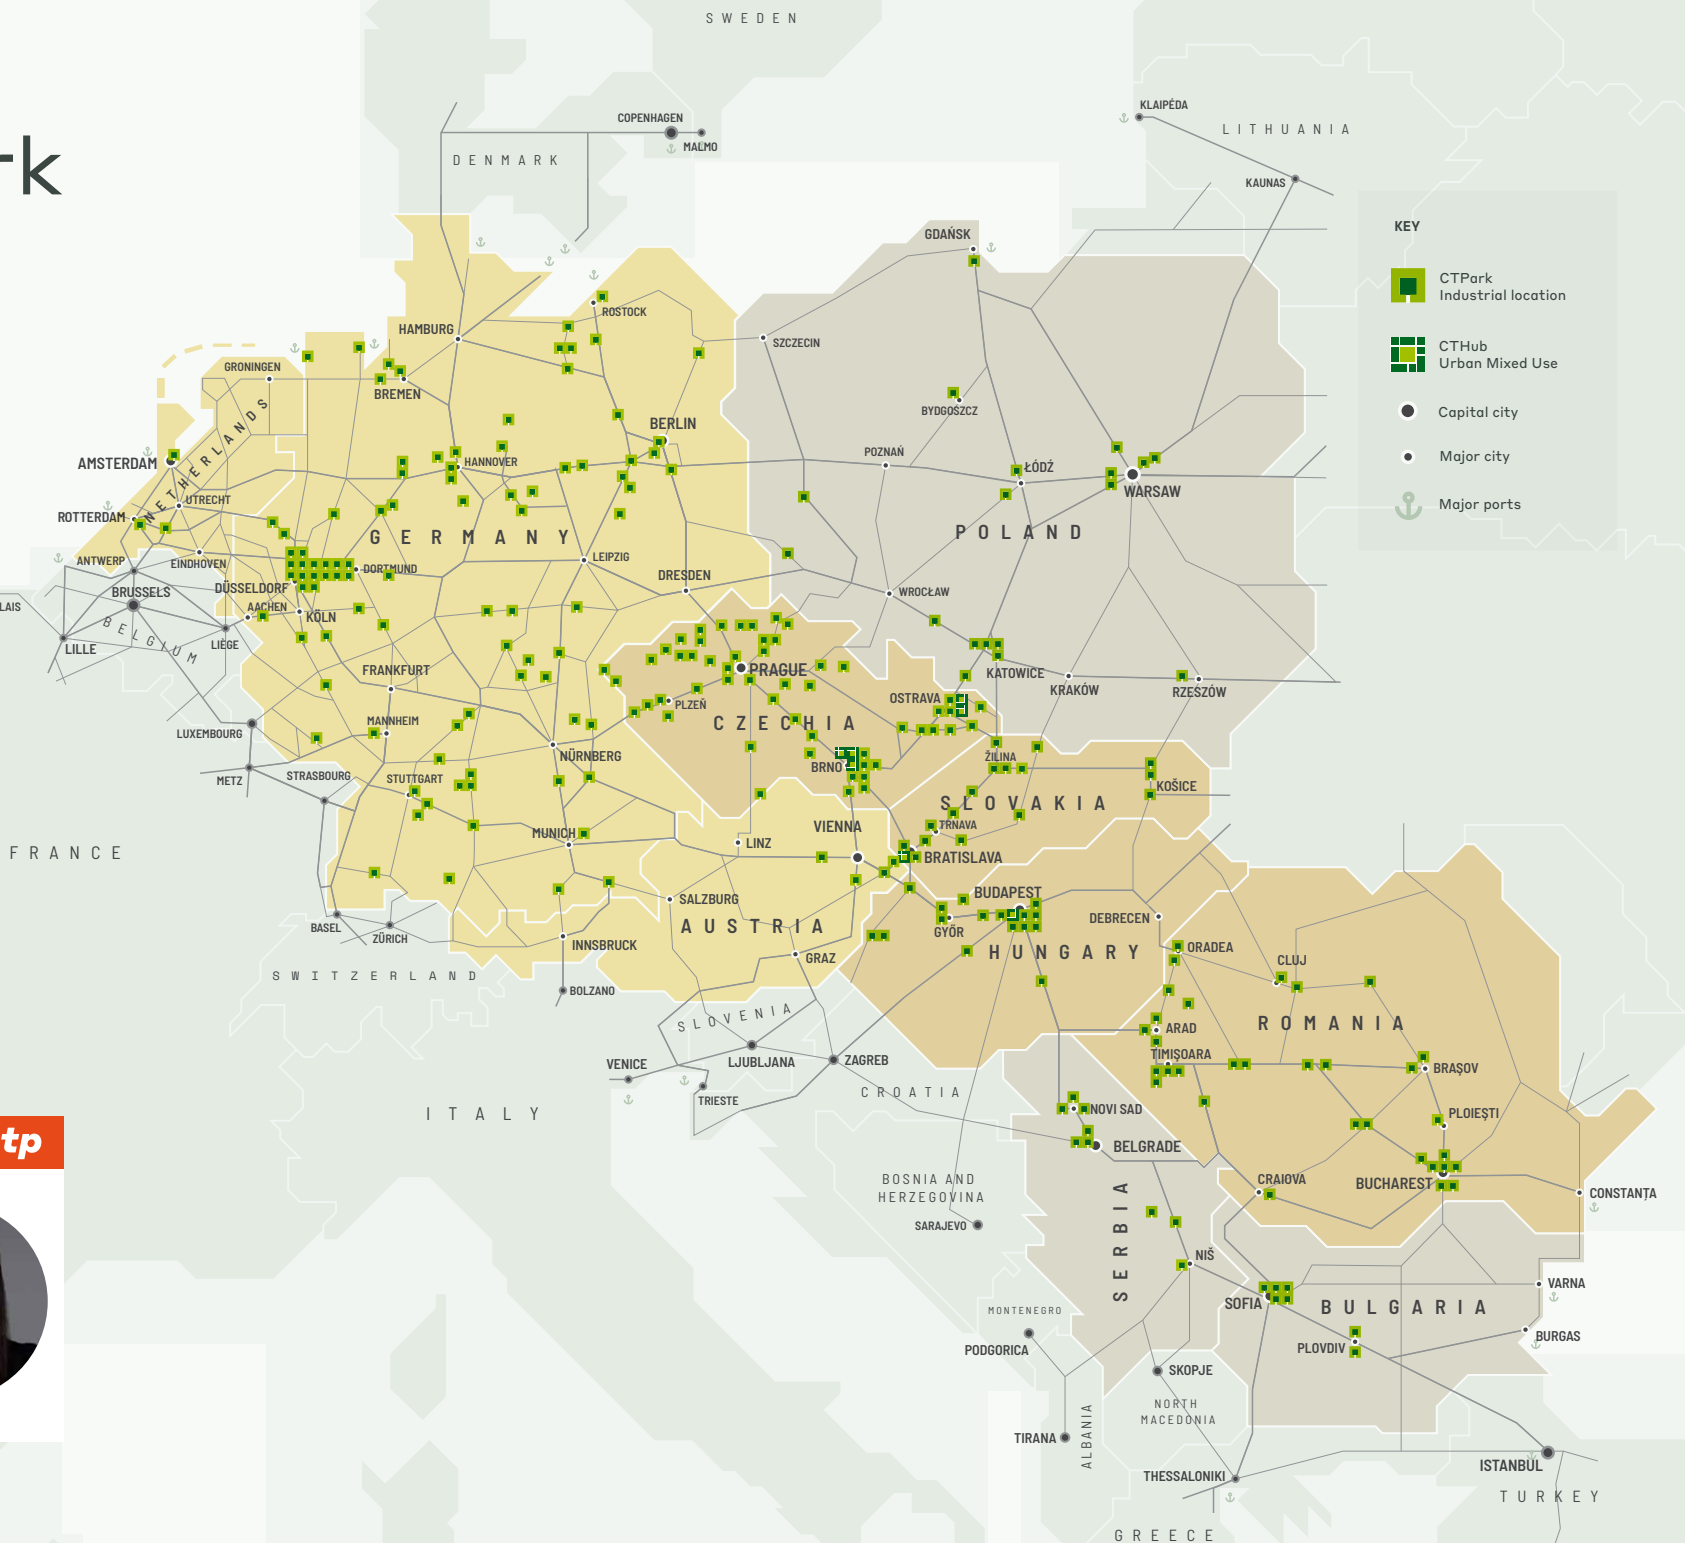 SWEDEN
KLAIPĖDA
COPENHAGEN
LITHUANIA
MALMO
DENMARK
rk
KAUNAS
KEY
GDAŃSK
CTPark
Industrial location
ROSTOCK
HAMBURG
SZCZECIN
CTHub
Urban Mixed Use
GRONINGEN
BREMEN
BYDGOSZCZ
Capital city
NETHERLANDS
BERLIN
POZNAŃ
Major city
AMSTERDAM
HANNOVER
ŁÓDŹ
WARSAW
UTRECHT
Major ports
ROTTERDAM
GERMANY
POLAND
ANTWERP
EINDHOVEN
LEIPZIG
DORTMUND
DRESDEN
DÜSSELDORF
BRUSSELS
WROCŁAW
LAIS
AACHEN
KÖLN
BELGIUM
LIÈGE
LILLE
FRANKFURT
PRAGUE
KATOWICE
KRAKÓW
RZESZÓW
OSTRAVA
PLZEŇ
MANNHEIM
CZECHIA
LUXEMBOURG
NÜRNBERG
ŽILINA
BRNO
METZ
STRASBOURG
STUTTGART
KOŠICE
SLOVAKIA
VIENNA
TRNAVA
MUNICH
LINZ
FRANCE
BRATISLAVA
BUDAPEST
SALZBURG
DEBRECEN
BASEL
ZÜRICH
AUSTRIA
GYÖR
INNSBRUCK
HUNGARY
ORADEA
GRAZ
CLUJ
SWITZERLAND
BOLZANO
SLOVENIA
ROMANIA
ARAD
TIMIŞOARA
VENICE
LJUBLJANA
ZAGREB
BRAŞOV
CROATIA
TRIESTE
NOVI SAD
ITALY
PLOIEŞTI
tp
BELGRADE
BOSNIA AND
HERZEGOVINA
CRAIOVA
BUCHAREST
CONSTANȚA
SARAJEVO
SERBIA
NIŠ
VARNA
SOFIA
BULGARIA
MONTENEGRO
BURGAS
PODGORICA
PLOVDIV
SKOPJE
NORTH
MACEDONIA
TIRANA
ALBANIA
ISTANBUL
THESSALONIKI
TURKEY
GREECE